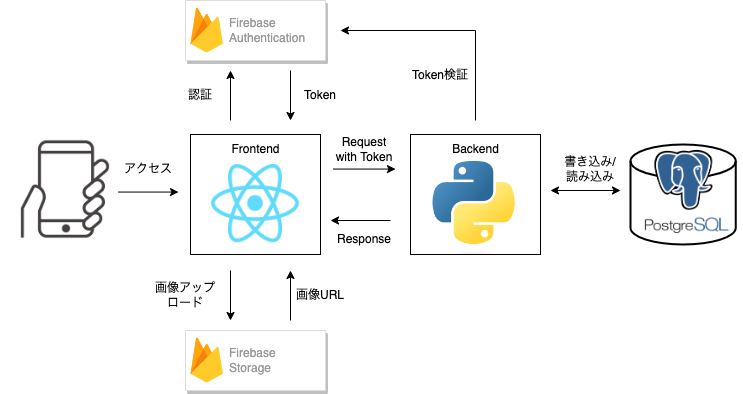 Firebase
Authentication
認証
Token
Token検証
アクセス
Frontend
Request
with Token
Backend
書き込み/
読み込み
PostgreSQL
Response
画像アップ
ロード
画像URL
Firebase
Storage